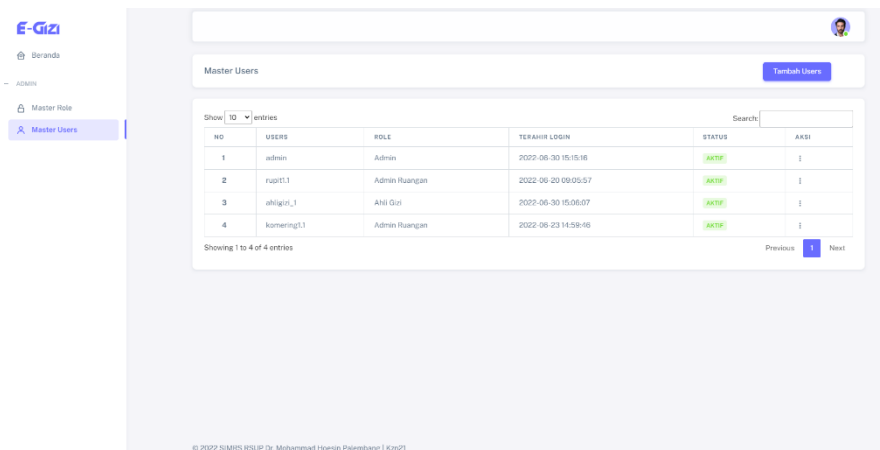 E-Gizi
Beranda
ADMIN
Master Role
Master Users
Master Users
Tambah Users
Show 10 entries
Search:
NO USERS ROLE TERAHIR LOGIN STATUS AKSI
1 admin Admin 2022-06-30 15:15:16 AKTIF
2 rupit1.1 Admin Ruangan 2022-06-20 09:05:57 AKTIF
3 ahligizi_1 Ahli Gizi 2022-06-30 15:06:07 AKTIF
4 komering1.1 Admin Ruangan 2022-06-23 14:59:46 AKTIF
Showing 1 to 4 of 4 entries
Previous 1 Next
© 2022 SIMRS RSUP Dr. Mohammad Hoesin Palembang | Kzn21